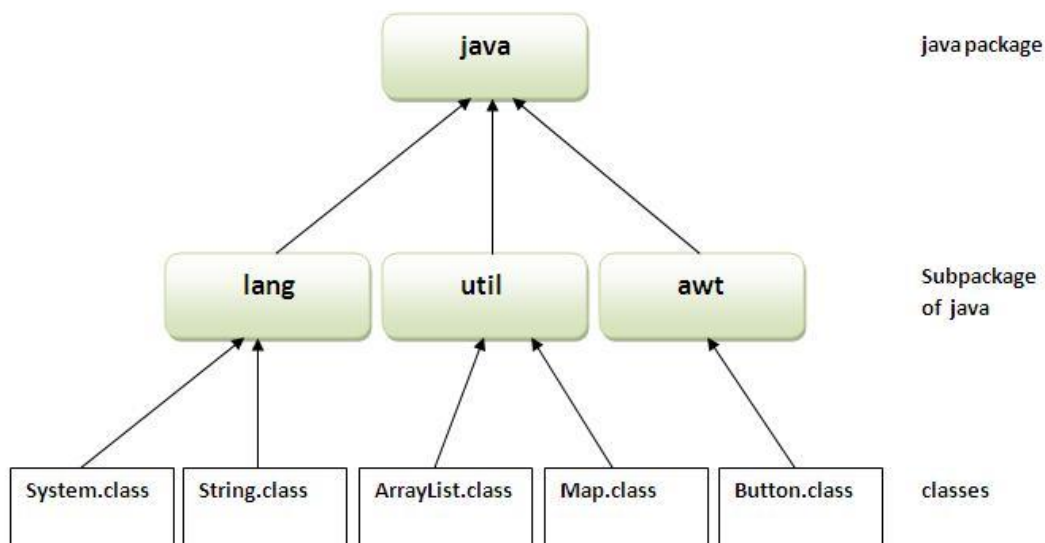 java
java package
lang
util
awt
Subpackage
of java
System.class
String.class
ArrayList.class
Map.class
Button.class
classes